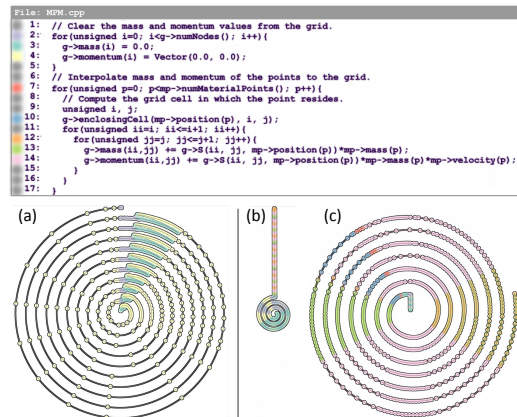 File: MPM.cpp
1: // Clear the mass and momentum values from the grid.
2: for(unsigned i=0; i<g->numNodes(); i++){
3: g->mass(i) = 0.0;
4: g->momentum(i) = Vector(0.0, 0.0);
5: }
6: // Interpolate mass and momentum of the points to the grid.
7: for(unsigned p=0; p<mp->numMaterialPoints(); p++){
8: // Compute the grid cell in which the point resides.
9: unsigned i, j;
10: g->enclosingCell(mp->position(p), i, j);
11: for(unsigned ii=i; ii<=i+1; ii++){
12: for(unsigned jj=j; jj<=j+1; jj++){
13: g->mass(ii,jj) += g->S(ii, jj, mp->position(p))*mp->mass(p);
14: g->momentum(ii,jj) += g->S(ii, jj, mp->position(p))*mp->mass(p)*mp->velocity(p);
15: }
16: }
17: }
(a) (b) (c)